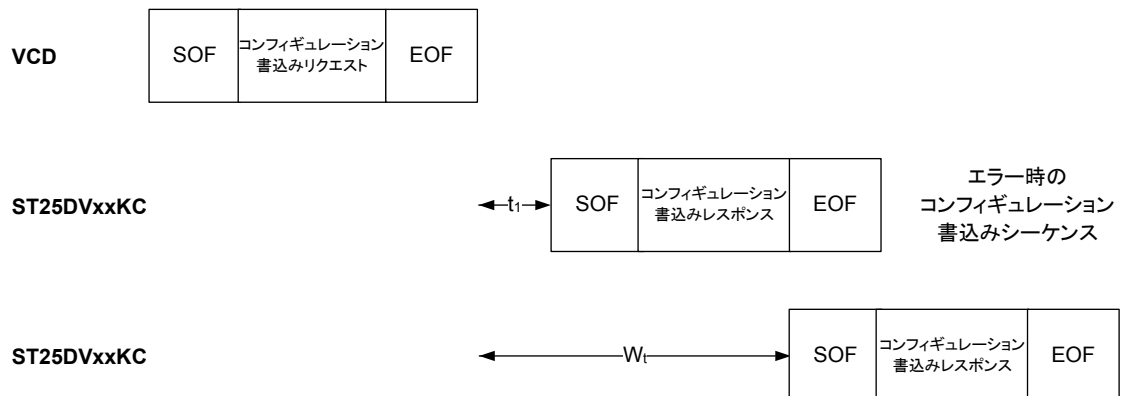 VCD
SOF
コンフィギュレーション
書込みリクエスト
EOF
ST25DVxxKC
t1
SOF
コンフィギュレーション
書込みレスポンス
EOF
エラー時の
コンフィギュレーション
書込みシーケンス
ST25DVxxKC
Wt
SOF
コンフィギュレーション
書込みレスポンス
EOF